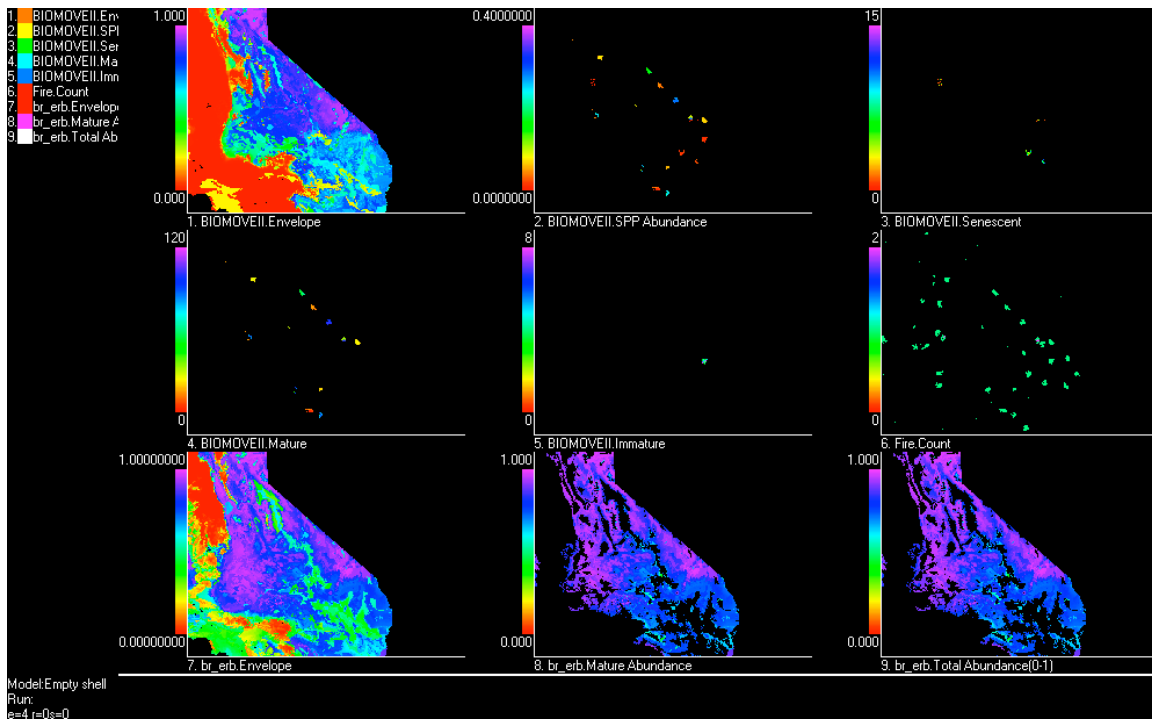 1. BIOMOVEII.Env
2. BIOMOVEII.SPI
3. BIOMOVEII.Ser
4. BIOMOVEII.Ma
5. BIOMOVEII.Imn
6. Fire.Count
7. br_erb.Envelope
8. br_erb.Mature A
9. br_erb.Total Ab
1.000
0.000
1. BIOMOVEII.Envelope
0.4000000
0.0000000
2. BIOMOVEII.SPP Abundance
15
0
3. BIOMOVEII.Senescent
120
0
4. BIOMOVEII.Mature
8
0
5. BIOMOVEII.Immature
2
0
6. Fire.Count
1.00000000
0.00000000
7. br_erb.Envelope
1.000
0.000
8. br_erb.Mature Abundance
1.000
0.000
9. br_erb.Total Abundance(0-1)
Model:Empty shell
Run:
e=4 r=0s=0